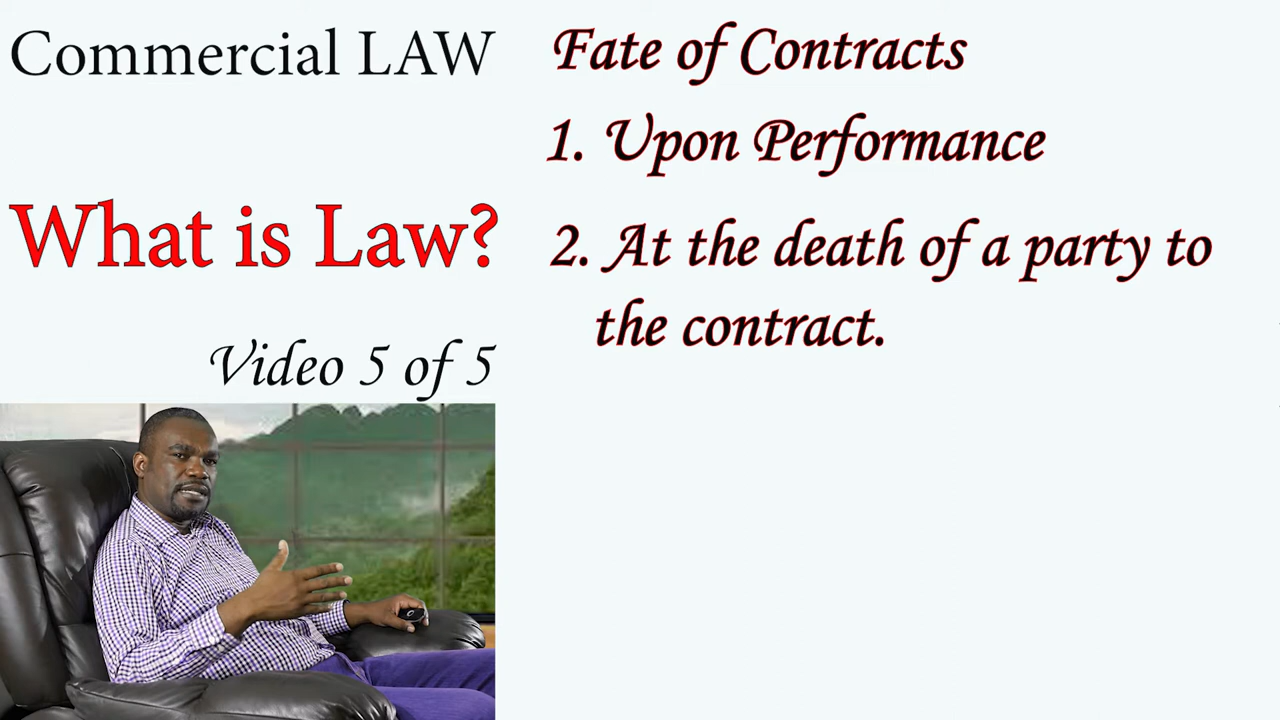 Commercial LAW
What is Law?
Video 5 of 5
Fate of Contracts
1. Upon Performance
2. At the death of a party to
the contract.